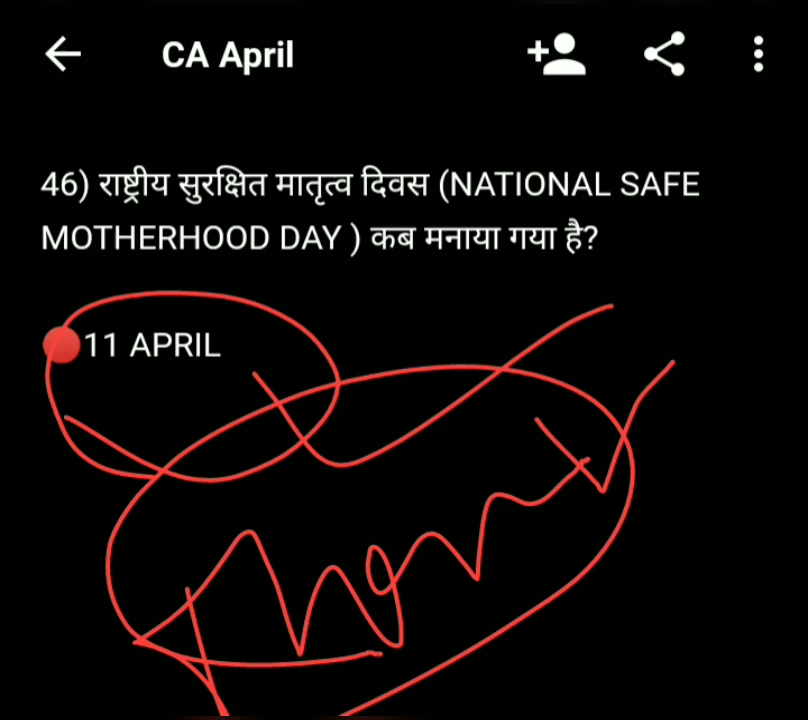 CA April
46) राष्ट्रीय सुरक्षित मातृत्व दिवस (NATIONAL SAFE
MOTHERHOOD DAY ) कब मनाया गया है?
11 APRIL